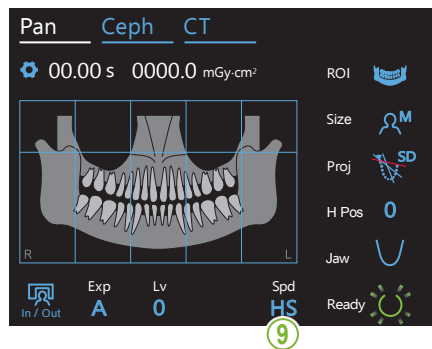 Pan Ceph CT
00.00 s 0000.0 mGy·cm²
ROI
Size M
Proj SD
H Pos 0
R L
Jaw
Exp Lv Spd
In / Out A 0 HS
Ready
9